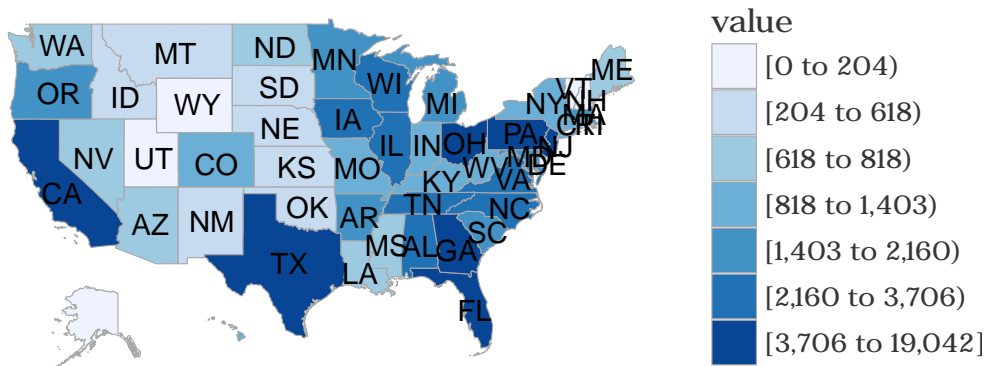 value
[0 to 204)
[204 to 618)
[618 to 818)
[818 to 1,403)
[1,403 to 2,160)
[2,160 to 3,706)
[3,706 to 19,042]
WA
MT
ND
MN
ME
OR
ID
SD
WI
MI
VT
NH
NY
MA
WY
NE
IA
CT
RI
NV
UT
CO
KS
MO
IL
IN
OH
PA
NJ
MD
DE
WV
VA
KY
CA
AZ
NM
OK
AR
TN
NC
SC
TX
LA
MS
AL
GA
FL